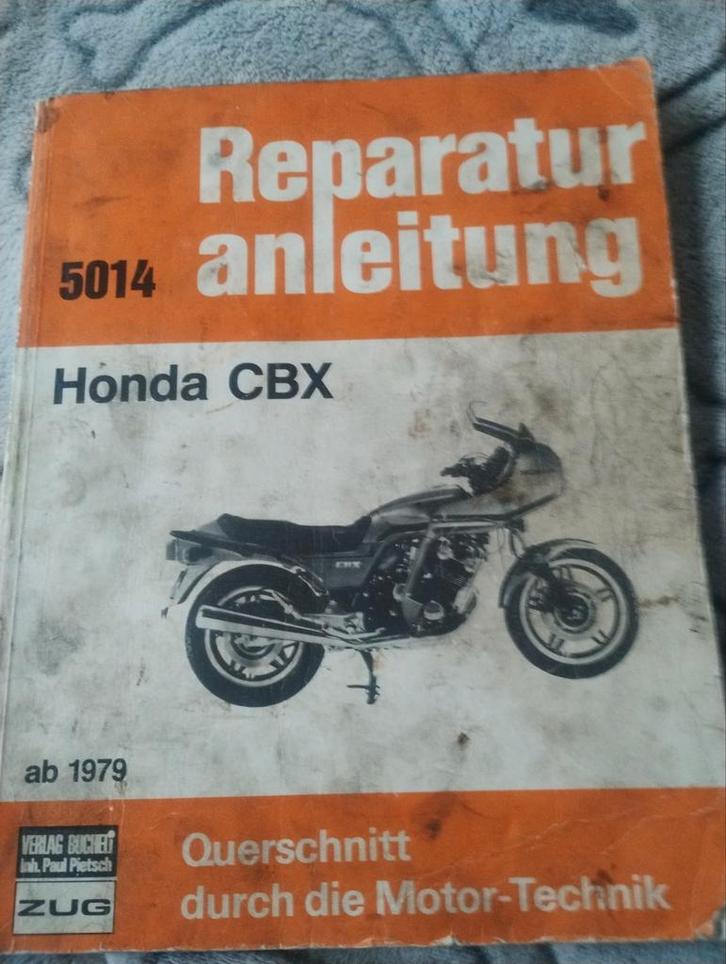 Reparatur
anleitung
5014
Honda CBX
CBX
ab 1979
VERLAG BUCHELI
Inh. Paul Pietsch
ZUG
Querschnitt
durch die Motor-Technik